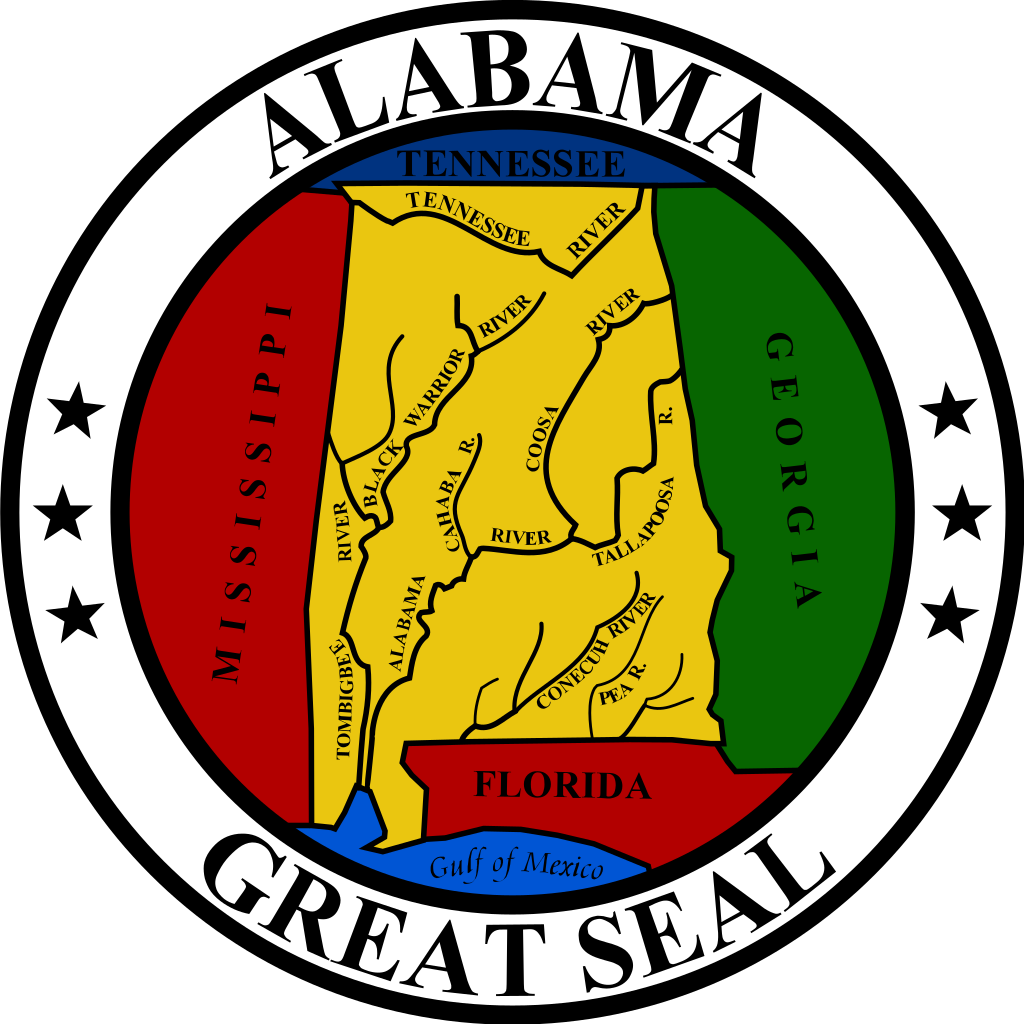 ALABAMA
TENNESSEE
TENNESSEE RIVER
MISSISSIPPI
GEORGIA
BLACK WARRIOR RIVER
COOSA RIVER
CAHABA R.
TALLAPOOSA R.
RIVER
TOMBIGBEE RIVER
ALABAMA
CONECUH RIVER
PEA R.
FLORIDA
Gulf of Mexico
GREAT SEAL